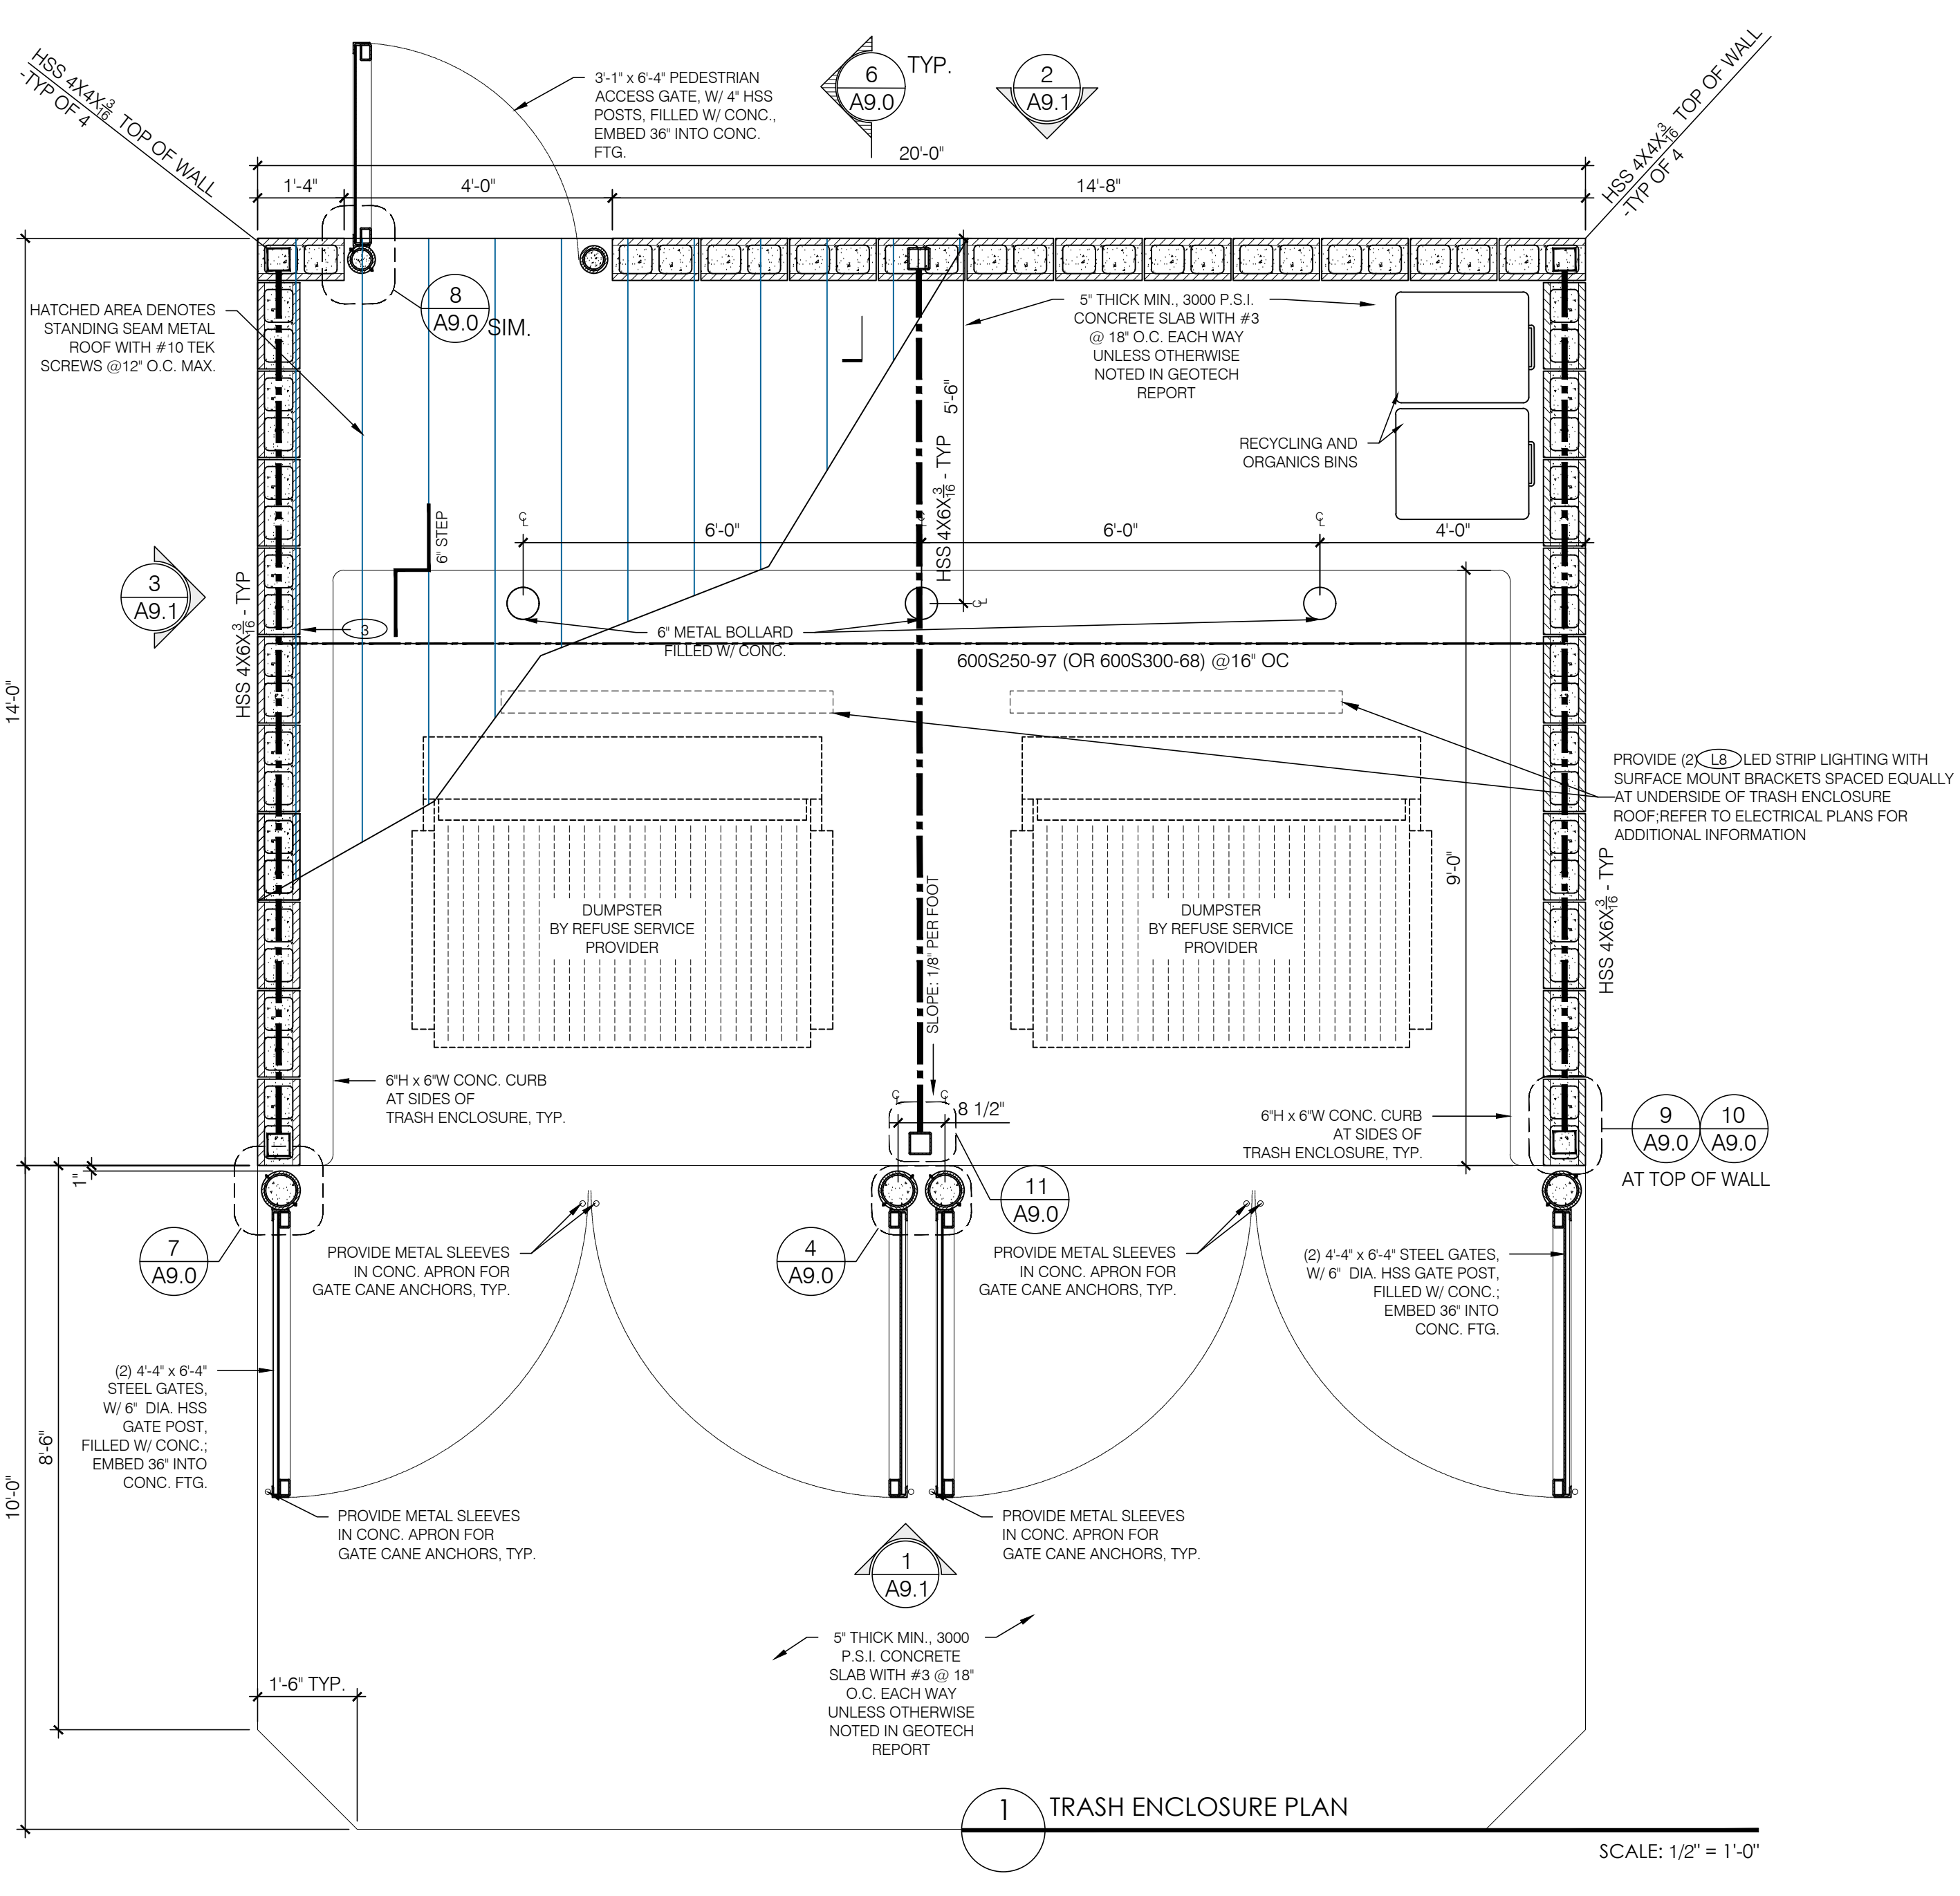 HSS 4X4X3/16 TOP OF WALL
-TYP OF 4
3'-1" x 6'-4" PEDESTRIAN
ACCESS GATE, W/ 4" HSS
POSTS, FILLED W/ CONC.,
EMBED 36" INTO CONC.
FTG.
6
A9.0
TYP.
2
A9.1
HSS 4X4X3/16 TOP OF WALL
-TYP OF 4
20'-0"
1'-4"
4'-0"
14'-8"
HATCHED AREA DENOTES
STANDING SEAM METAL
ROOF WITH #10 TEK
SCREWS @12" O.C. MAX.
8
A9.0
SIM.
5" THICK MIN., 3000 P.S.I.
CONCRETE SLAB WITH #3
@ 18" O.C. EACH WAY
UNLESS OTHERWISE
NOTED IN GEOTECH
REPORT
5'-6"
HSS 4X6X3/16 - TYP
RECYCLING AND
ORGANICS BINS
6" STEP
CL
6'-0"
CL
6'-0"
CL
4'-0"
3
A9.1
HSS 4X6X3/16 - TYP
3
6" METAL BOLLARD
FILLED W/ CONC.
CL
600S250-97 (OR 600S300-68) @16" OC
14'-0"
PROVIDE (2) L8 LED STRIP LIGHTING WITH
SURFACE MOUNT BRACKETS SPACED EQUALLY
AT UNDERSIDE OF TRASH ENCLOSURE
ROOF;REFER TO ELECTRICAL PLANS FOR
ADDITIONAL INFORMATION
9'-0"
HSS 4X6X3/16 - TYP
DUMPSTER
BY REFUSE SERVICE
PROVIDER
SLOPE: 1/8" PER FOOT
DUMPSTER
BY REFUSE SERVICE
PROVIDER
6"H x 6"W CONC. CURB
AT SIDES OF
TRASH ENCLOSURE, TYP.
CL
CL
8 1/2"
6"H x 6"W CONC. CURB
AT SIDES OF
TRASH ENCLOSURE, TYP.
9
A9.0
10
A9.0
AT TOP OF WALL
1"
11
A9.0
7
A9.0
PROVIDE METAL SLEEVES
IN CONC. APRON FOR
GATE CANE ANCHORS, TYP.
4
A9.0
PROVIDE METAL SLEEVES
IN CONC. APRON FOR
GATE CANE ANCHORS, TYP.
(2) 4'-4" x 6'-4" STEEL GATES,
W/ 6" DIA. HSS GATE POST,
FILLED W/ CONC.;
EMBED 36" INTO
CONC. FTG.
(2) 4'-4" x 6'-4"
STEEL GATES,
W/ 6" DIA. HSS
GATE POST,
FILLED W/ CONC.;
EMBED 36" INTO
CONC. FTG.
8'-6"
10'-0"
PROVIDE METAL SLEEVES
IN CONC. APRON FOR
GATE CANE ANCHORS, TYP.
PROVIDE METAL SLEEVES
IN CONC. APRON FOR
GATE CANE ANCHORS, TYP.
1
A9.1
5" THICK MIN., 3000
P.S.I. CONCRETE
SLAB WITH #3 @ 18"
O.C. EACH WAY
UNLESS OTHERWISE
NOTED IN GEOTECH
REPORT
1'-6" TYP.
1
TRASH ENCLOSURE PLAN
SCALE: 1/2" = 1'-0"